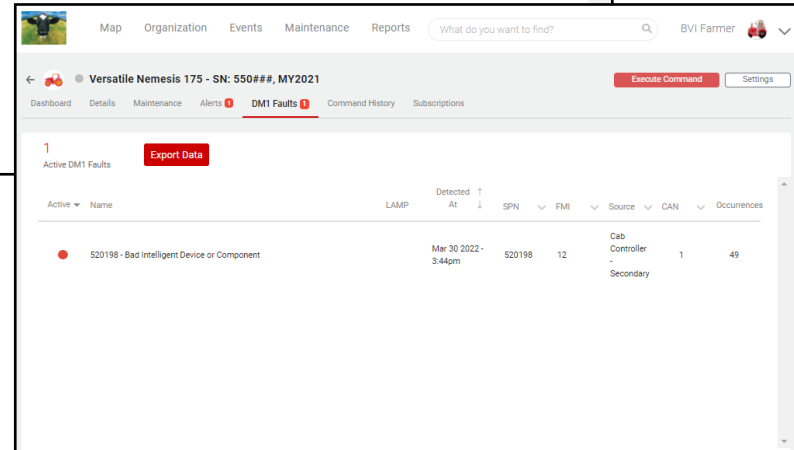 Map Organization Events Maintenance Reports What do you want to find? BVI Farmer
Versatile Nemesis 175 - SN: 550###, MY2021 Execute Command Settings
Dashboard Details Maintenance Alerts 1 DM1 Faults 1 Command History Subscriptions
1
Active DM1 Faults
Export Data
Active Name LAMP Detected At SPN FMI Source CAN Occurrences
520198 - Bad Intelligent Device or Component Mar 30 2022 - 3:44pm 520198 12 Cab Controller - Secondary 1 49